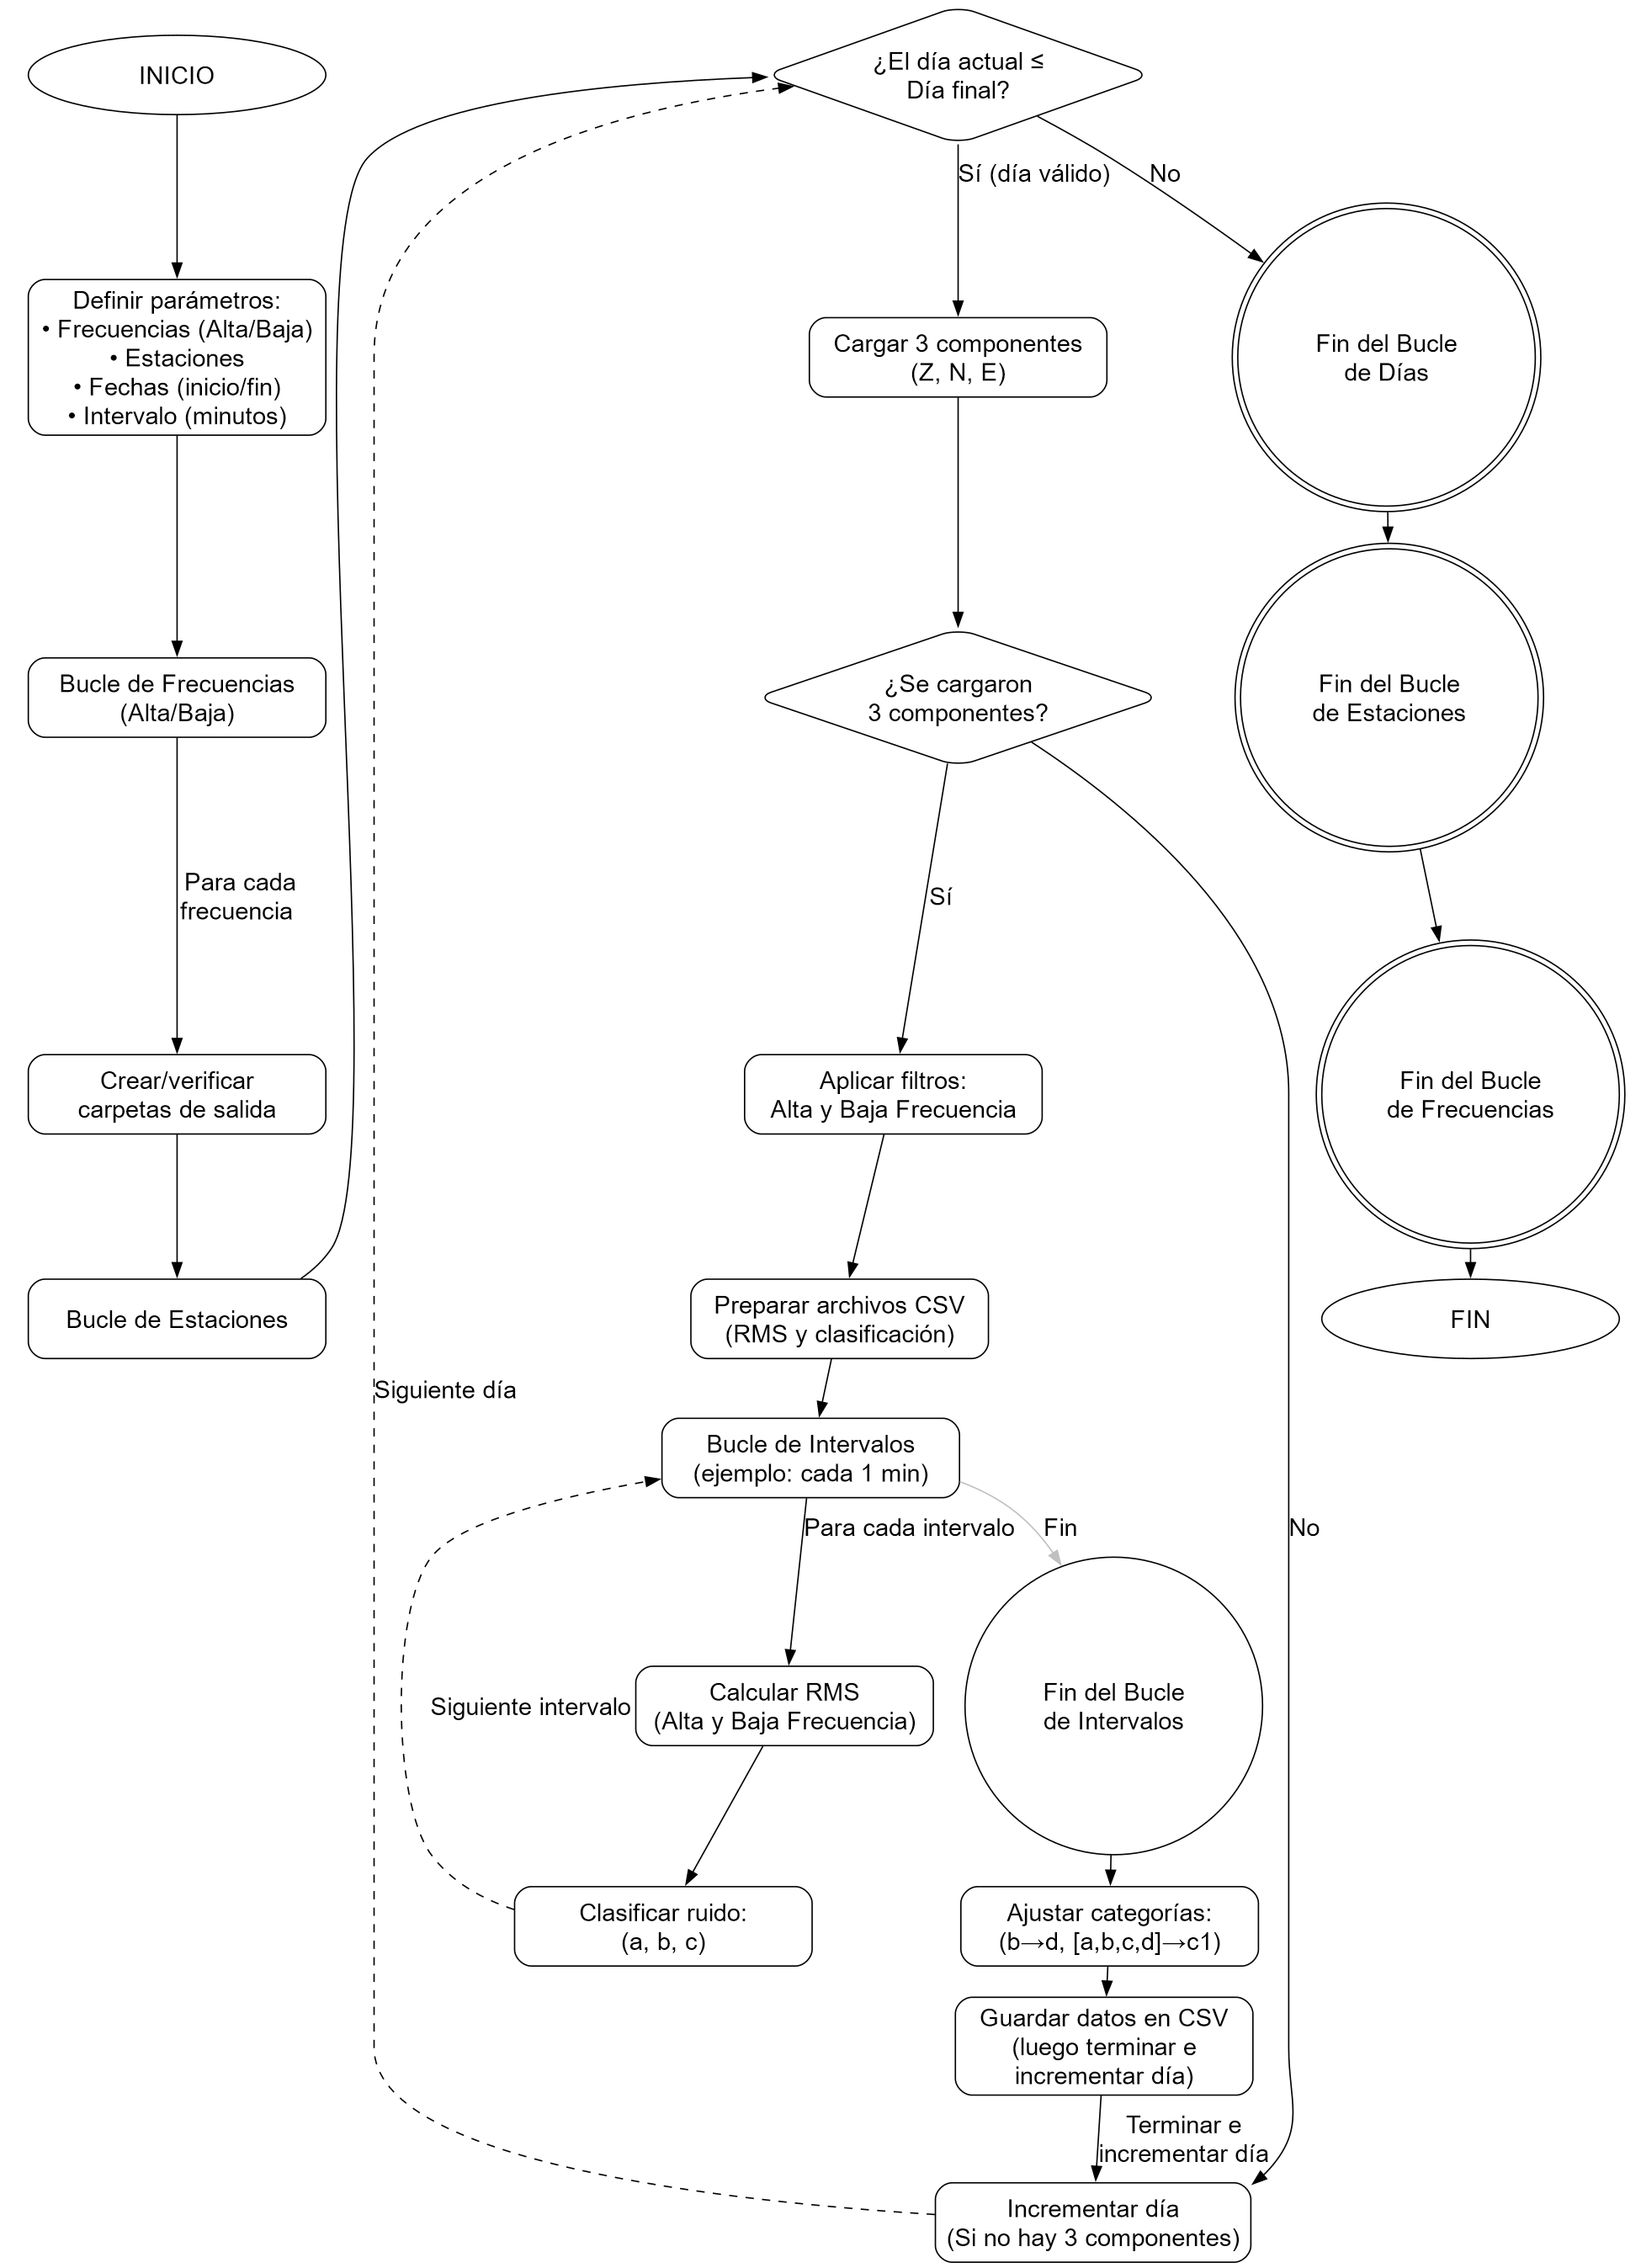 INICIO
Definir parámetros:
• Frecuencias (Alta/Baja)
• Estaciones
• Fechas (inicio/fin)
• Intervalo (minutos)
Bucle de Frecuencias
(Alta/Baja)
Para cada
frecuencia
Crear/verificar
carpetas de salida
Bucle de Estaciones
¿El día actual ≤
Día final?
Sí (día válido)
No
Cargar 3 componentes
(Z, N, E)
¿Se cargaron
3 componentes?
Sí
No
Aplicar filtros:
Alta y Baja Frecuencia
Preparar archivos CSV
(RMS y clasificación)
Bucle de Intervalos
(ejemplo: cada 1 min)
Para cada intervalo
Fin
Calcular RMS
(Alta y Baja Frecuencia)
Siguiente intervalo
Clasificar ruido:
(a, b, c)
Fin del Bucle
de Intervalos
Ajustar categorías:
(b→d, [a,b,c,d]→c1)
Guardar datos en CSV
(luego terminar e
incrementar día)
Terminar e
incrementar día
Incrementar día
(Si no hay 3 componentes)
Siguiente día
Fin del Bucle
de Días
Fin del Bucle
de Estaciones
Fin del Bucle
de Frecuencias
FIN